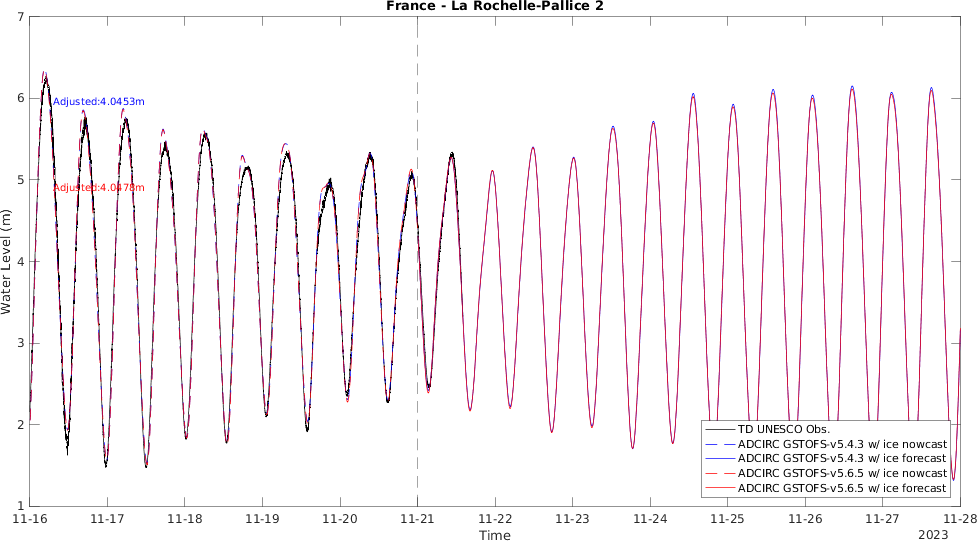 France - La Rochelle-Pallice 2
7
6
5
4
3
2
1
Water Level (m)
Adjusted:4.0453m
Adjusted:4.0478m
TD UNESCO Obs.
ADCIRC GSTOFS-v5.4.3 w/ ice nowcast
ADCIRC GSTOFS-v5.4.3 w/ ice forecast
ADCIRC GSTOFS-v5.6.5 w/ ice nowcast
ADCIRC GSTOFS-v5.6.5 w/ ice forecast
11-16 11-17 11-18 11-19 11-20 11-21 11-22 11-23 11-24 11-25 11-26 11-27 11-28
Time
2023